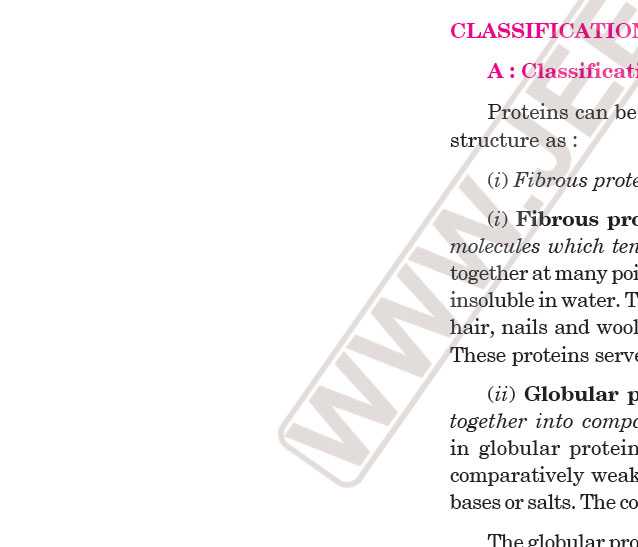 CLASSIFICATION
A : Classificati
Proteins can be
structure as :
(i) Fibrous prote
(i) Fibrous pro
molecules which ten
together at many poi
insoluble in water. T
hair, nails and wool
These proteins serve
(ii) Globular p
together into compa
in globular protein
comparatively weak
bases or salts. The co
The globular pro
WWW.JEE